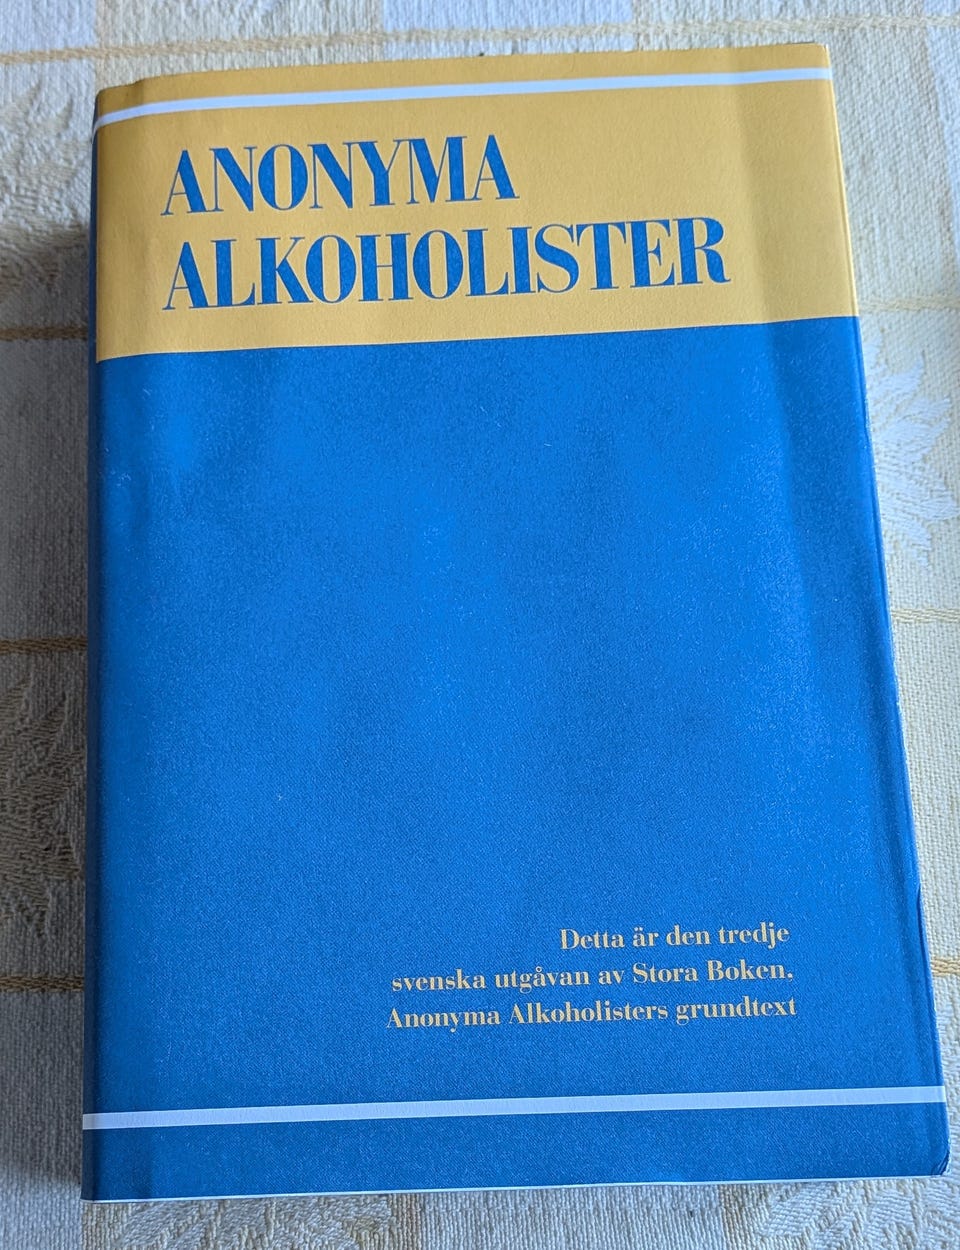 ANONYMA
ALKOHOLISTER
Detta är den tredje
svenska utgåvan av Stora Boken,
Anonyma Alkoholisters grundtext